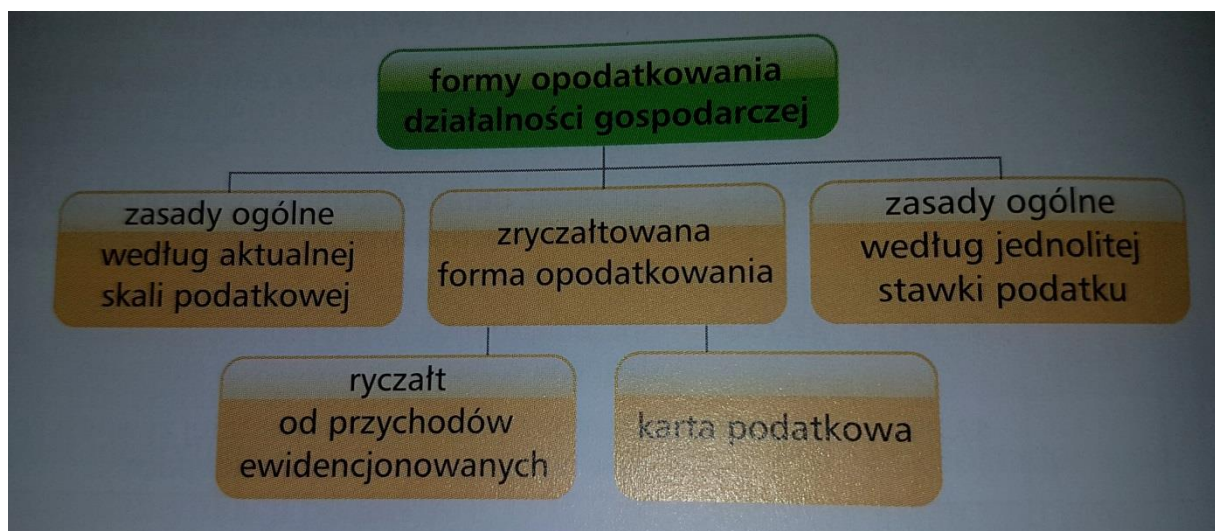 formy opodatkowania
działalności gospodarczej
zasady ogólne
według aktualnej
skali podatkowej
zryczałtowana
forma opodatkowania
zasady ogólne
według jednolitej
stawki podatku
ryczałt
od przychodów
ewidencjonowanych
karta podatkowa